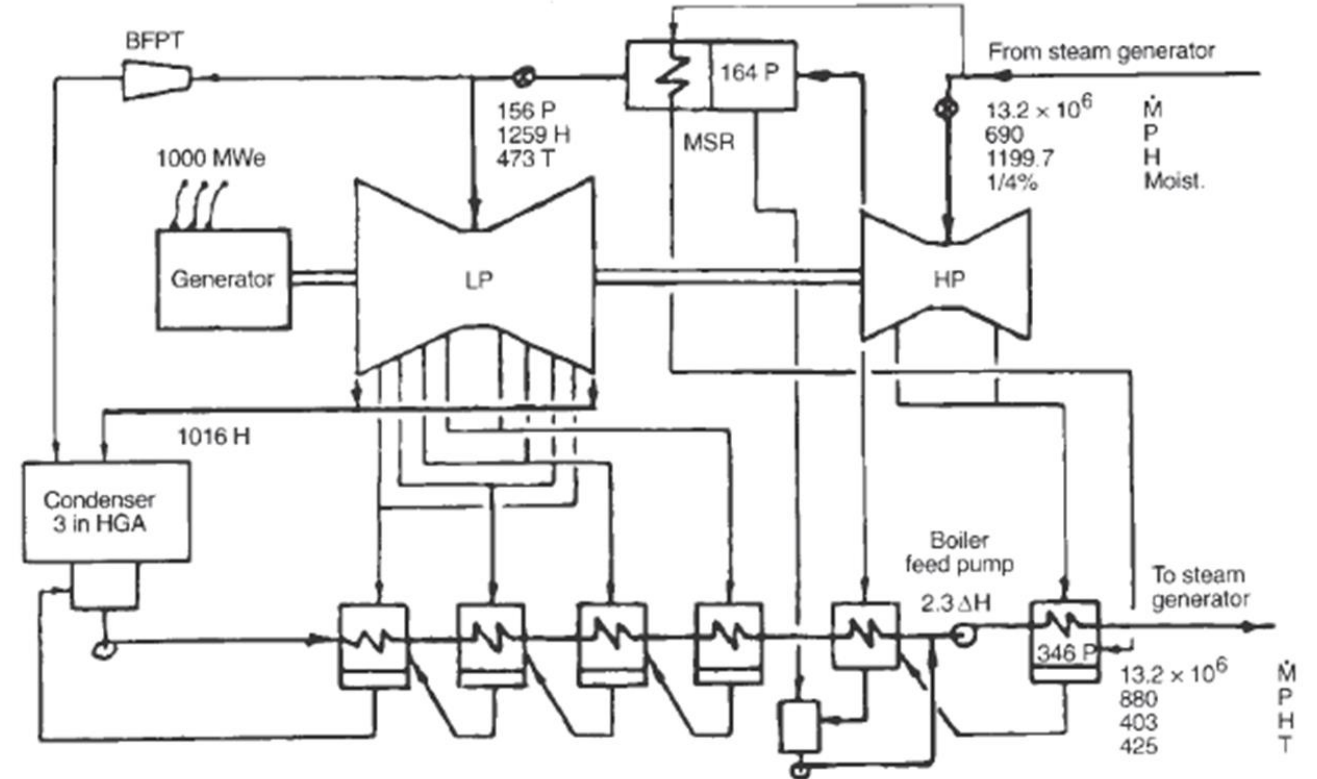 BFPT
164 P
From steam generator
156 P
1259 H
473 T
MSR
13.2 × 10⁶ Ṁ
690 P
1199.7 H
1/4% Moist.
1000 MWe
Generator
LP
HP
1016 H
Condenser
3 in HGA
Boiler
feed pump
2.3 ΔH
To steam
generator
346 P
13.2 × 10⁶ Ṁ
880 P
403 H
425 T